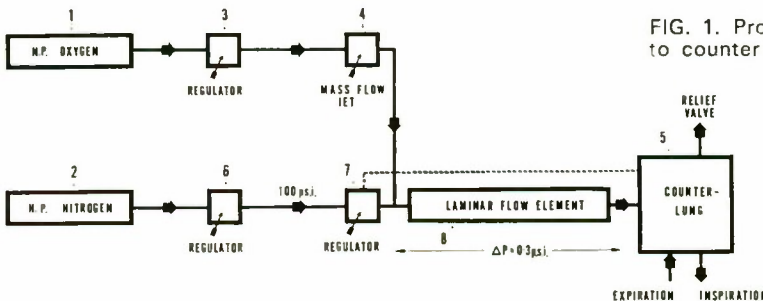 FIG. 1. Pro
to counter
1
3
4
H.P. OXYGEN
REGULATOR
MASS FLOW
JET
RELIEF
VALVE
5
2
6
7
H.P. NITROGEN
100 p.s.i.
REGULATOR
REGULATOR
LAMINAR FLOW ELEMENT
COUNTER-
LUNG
8
ΔP=0·3p.s.i.
EXPIRATION
INSPIRATION